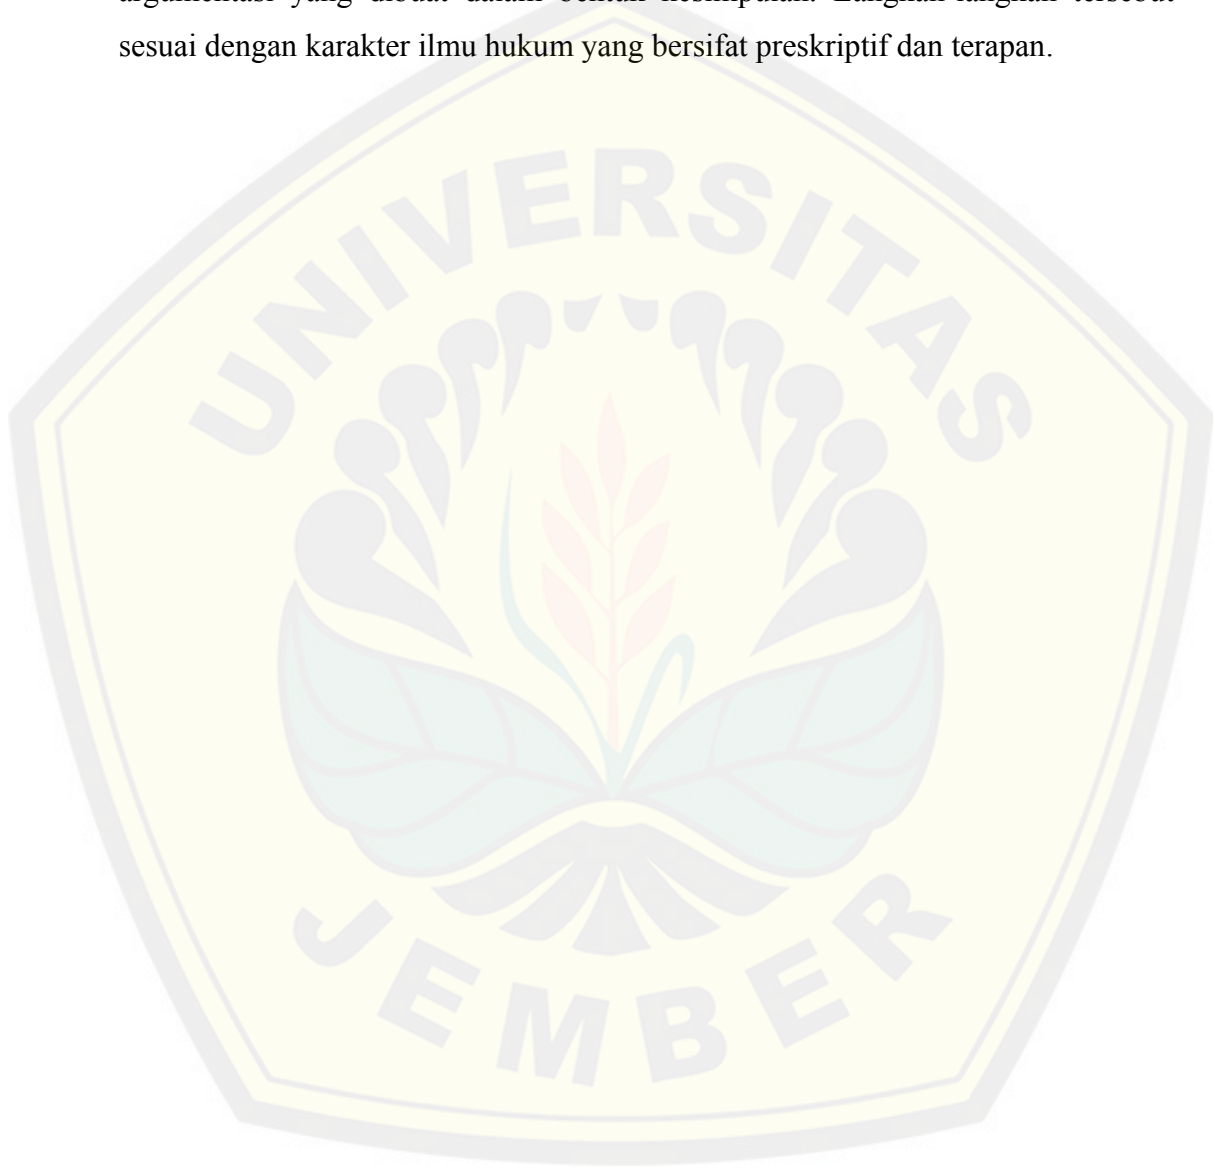 argumentasi yang dibuat dalam bentuk kesimpulan. Langkah-langkah tersebut
sesuai dengan karakter ilmu hukum yang bersifat preskriptif dan terapan.
UNIVERSITAS
JEMBER